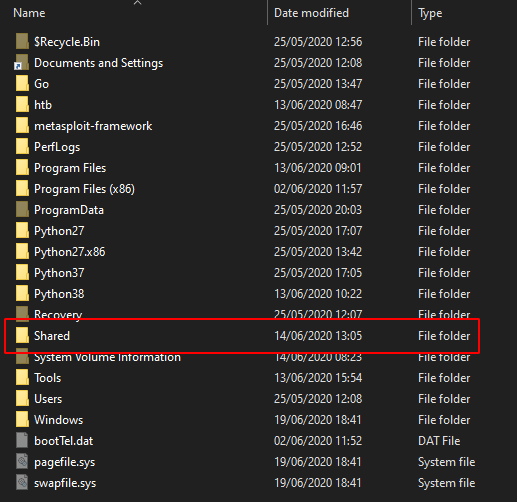 Name Date modified Type
$Recycle.Bin 25/05/2020 12:56 File folder
Documents and Settings 25/05/2020 12:08 File folder
Go 25/05/2020 13:47 File folder
htb 13/06/2020 08:47 File folder
metasploit-framework 25/05/2020 16:46 File folder
PerfLogs 25/05/2020 12:52 File folder
Program Files 13/06/2020 09:01 File folder
Program Files (x86) 02/06/2020 11:57 File folder
ProgramData 25/05/2020 20:03 File folder
Python27 25/05/2020 17:07 File folder
Python27.x86 25/05/2020 13:42 File folder
Python37 25/05/2020 17:05 File folder
Python38 13/06/2020 10:22 File folder
Recovery 25/05/2020 12:07 File folder
Shared 14/06/2020 13:05 File folder
System Volume Information 14/06/2020 08:23 File folder
Tools 13/06/2020 15:54 File folder
Users 25/05/2020 12:08 File folder
Windows 19/06/2020 18:41 File folder
bootTel.dat 02/06/2020 11:52 DAT File
pagefile.sys 19/06/2020 18:41 System file
swapfile.sys 19/06/2020 18:41 System file